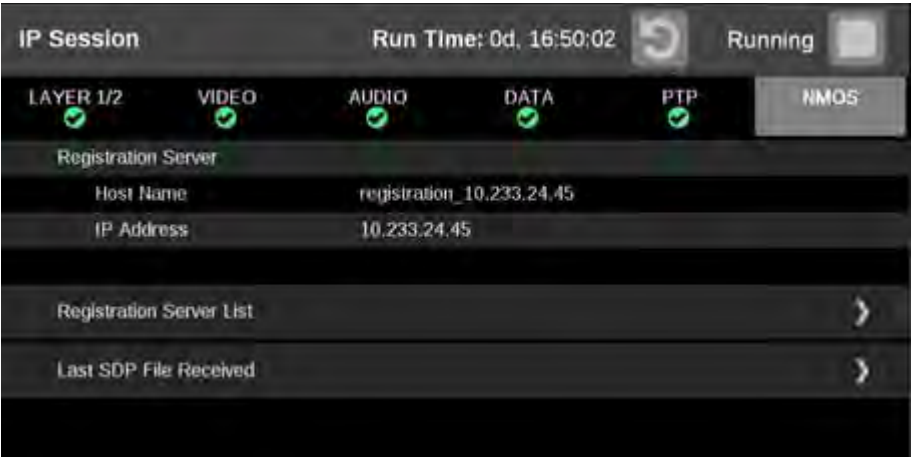 IP Session Run Time: 0d, 16:50:02 Running
LAYER 1/2 VIDEO AUDIO DATA PTP NMOS
Registration Server
Host Name registration_10.233.24.45
IP Address 10.233.24.45
Registration Server List
Last SDP File Received